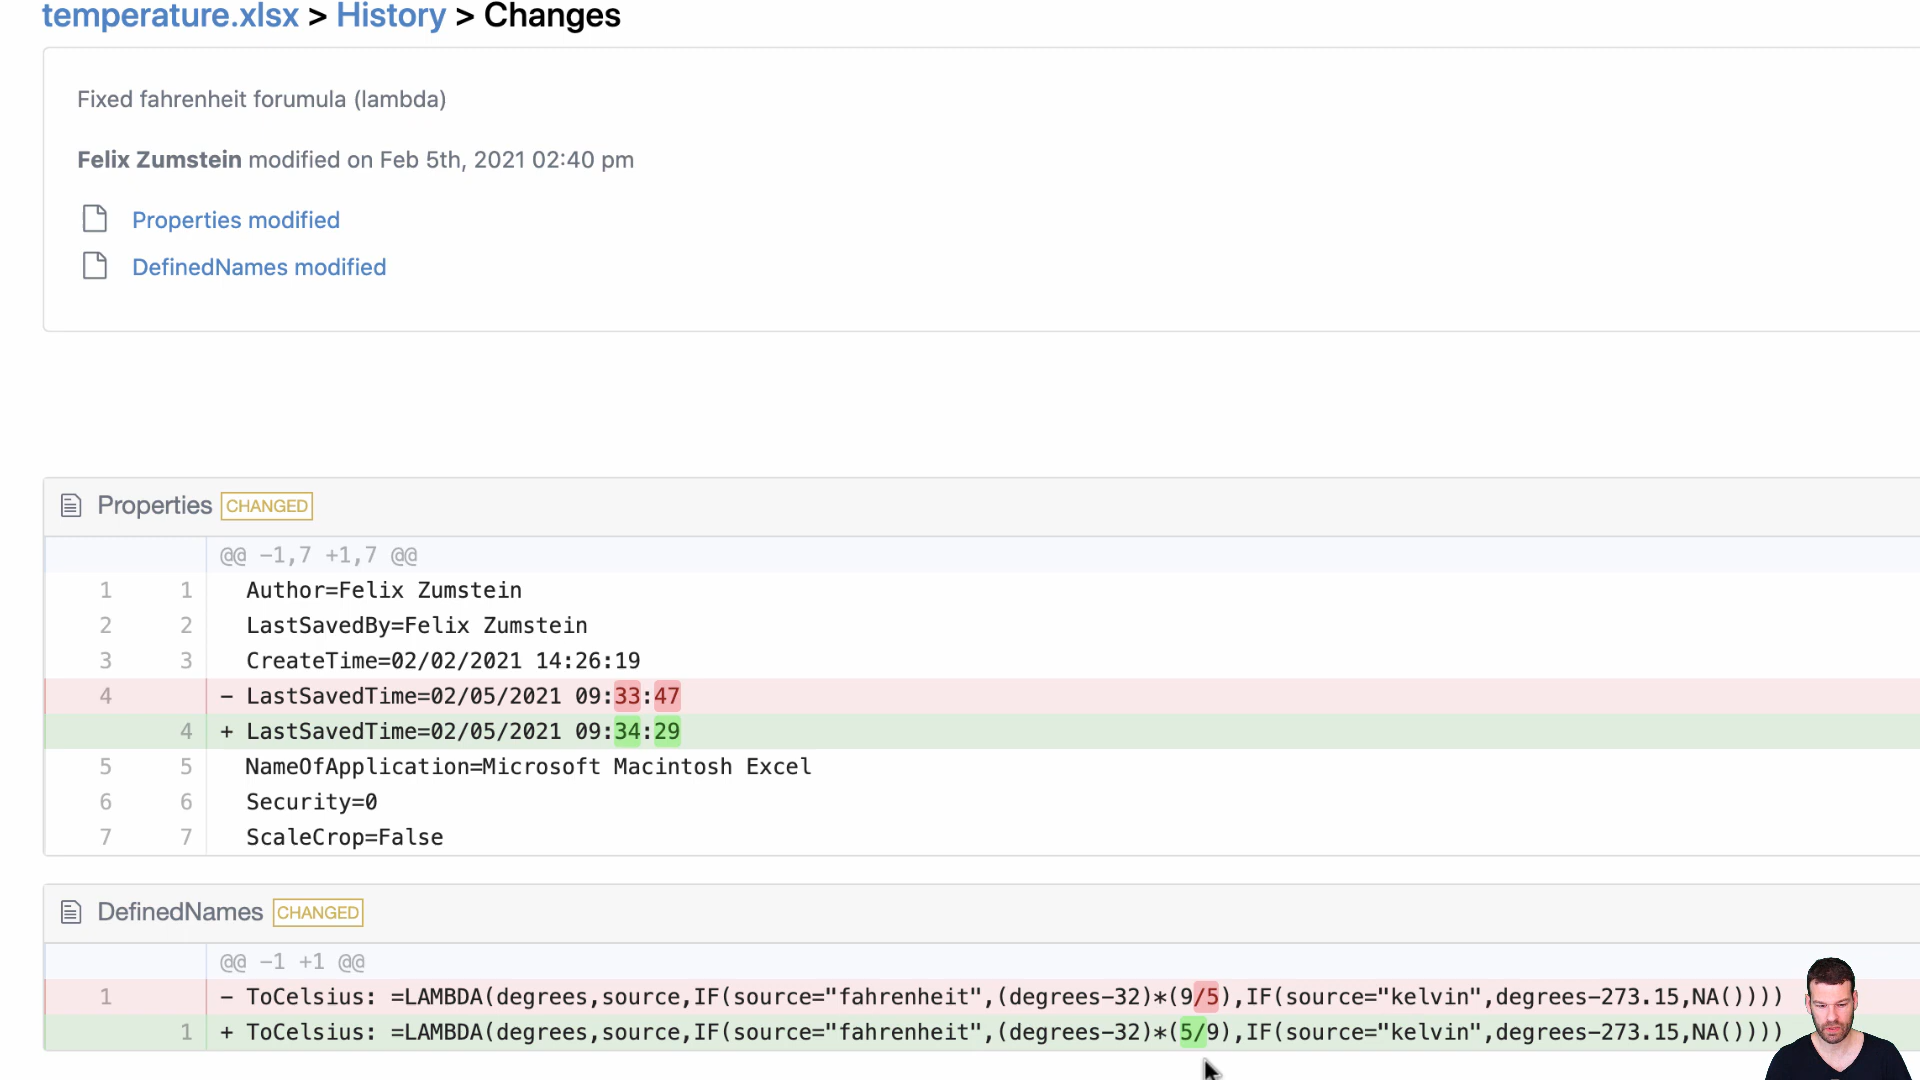 temperature.xlsx > History > Changes
Fixed fahrenheit forumula (lambda)
Felix Zumstein modified on Feb 5th, 2021 02:40 pm
Properties modified
DefinedNames modified
Properties CHANGED
@@ -1,7 +1,7 @@
1 1 Author=Felix Zumstein
2 2 LastSavedBy=Felix Zumstein
3 3 CreateTime=02/02/2021 14:26:19
4 - LastSavedTime=02/05/2021 09:33:47
4 + LastSavedTime=02/05/2021 09:34:29
5 5 NameOfApplication=Microsoft Macintosh Excel
6 6 Security=0
7 7 ScaleCrop=False
DefinedNames CHANGED
@@ -1 +1 @@
1 - ToCelsius: =LAMBDA(degrees,source,IF(source="fahrenheit",(degrees-32)*(9/5),IF(source="kelvin",degrees-273.15,NA())))
1 + ToCelsius: =LAMBDA(degrees,source,IF(source="fahrenheit",(degrees-32)*(5/9),IF(source="kelvin",degrees-273.15,NA())))